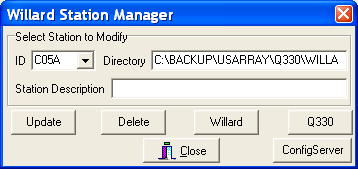 Willard Station Manager
Select Station to Modify
ID C05A Directory C:\BACKUP\USARRAY\Q330\WILLA
Station Description
Update Delete Willard Q330
Close ConfigServer